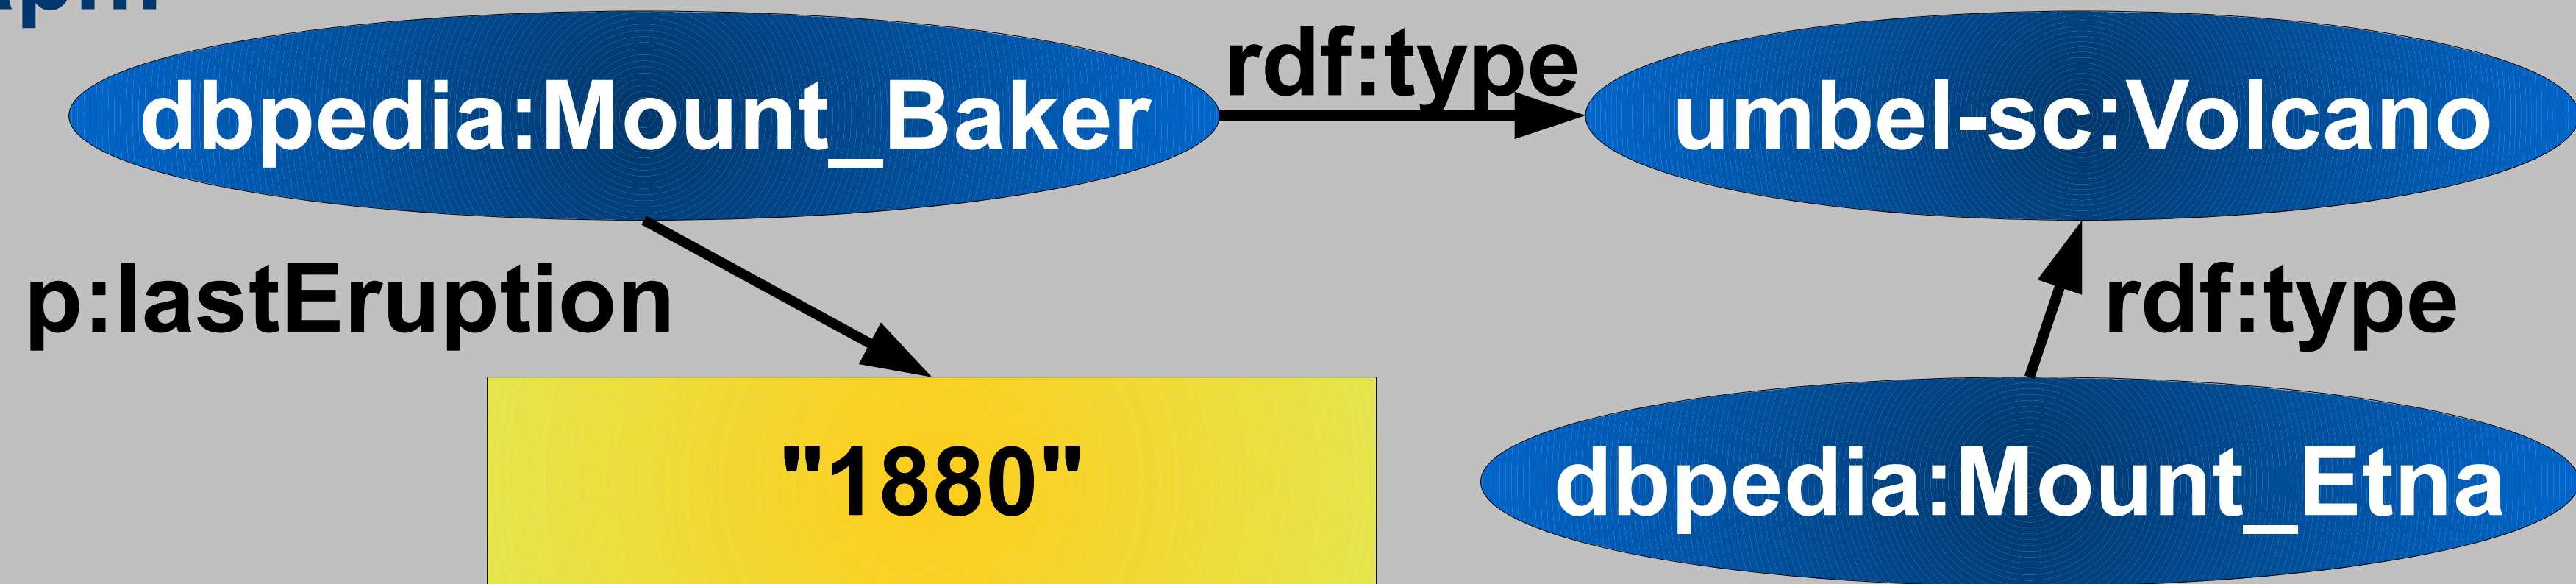 rdf:type
dbpedia:Mount_Baker
umbel-sc:Volcano
p:lastEruption
rdf:type
"1880"
dbpedia:Mount_Etna